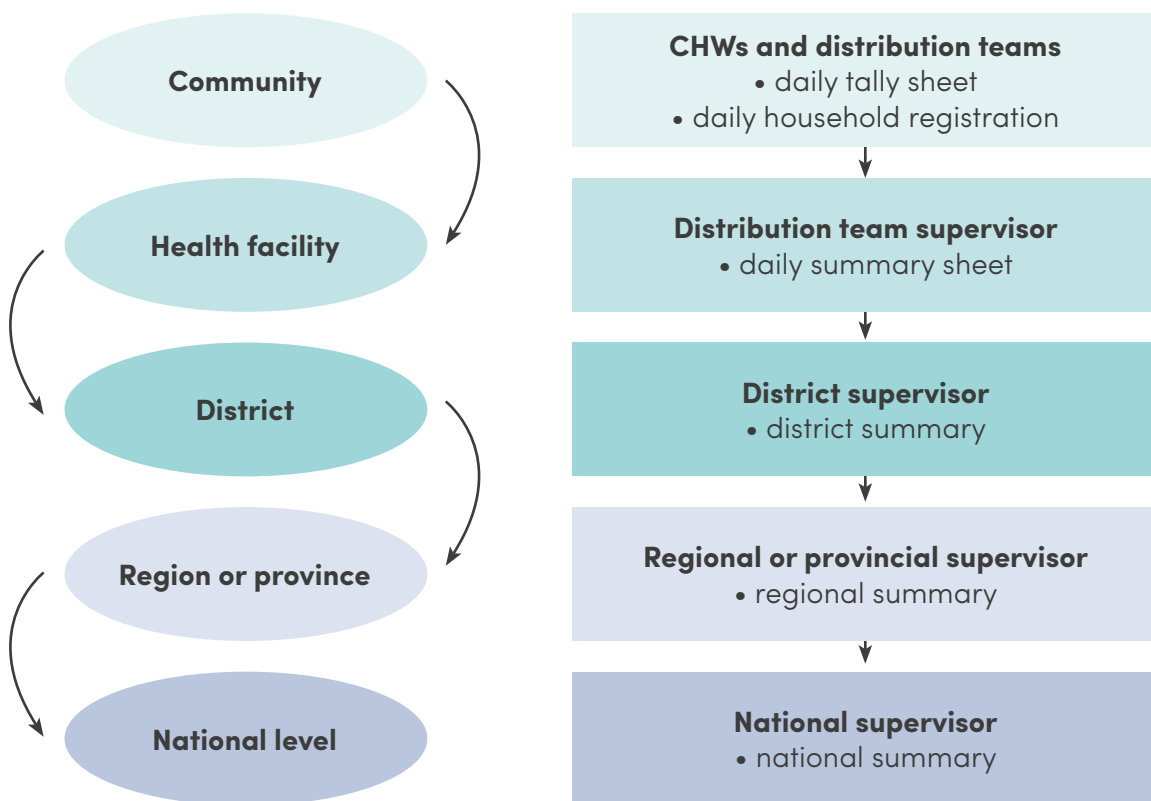 Community
CHWs and distribution teams
• daily tally sheet
• daily household registration
Health facility
Distribution team supervisor
• daily summary sheet
District
District supervisor
• district summary
Region or province
Regional or provincial supervisor
• regional summary
National level
National supervisor
• national summary